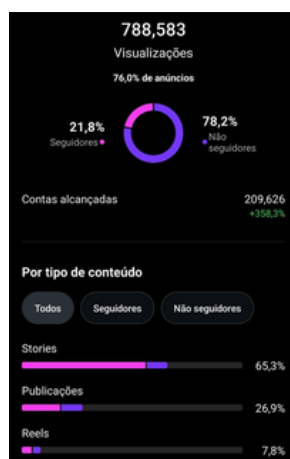 788,583
Visualizações
76,0% de anúncios
21,8%
Seguidores
78,2%
Não
seguidores
Contas alcançadas 209,626
+358,3%
Por tipo de conteúdo
Todos Seguidores Não seguidores
Stories
65,3%
Publicações
26,9%
Reels
7,8%